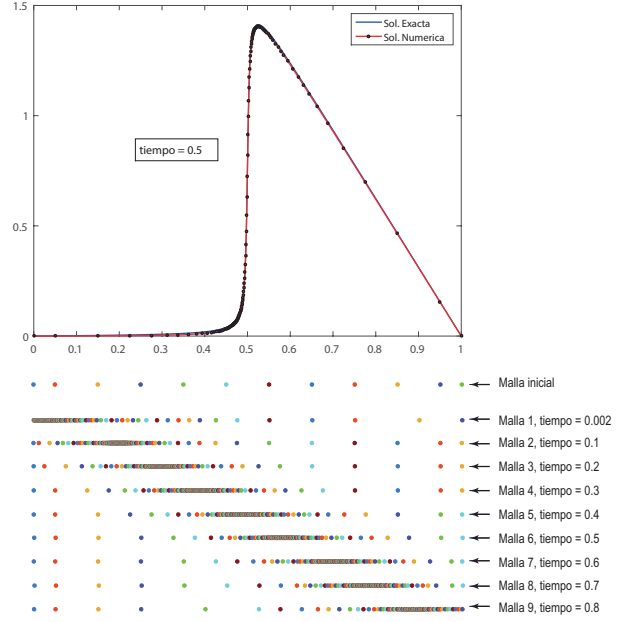 1.5
Sol. Exacta
Sol. Numerica
1
tiempo = 0.5
0.5
0
0 0.1 0.2 0.3 0.4 0.5 0.6 0.7 0.8 0.9 1
Malla inicial
Malla 1, tiempo = 0.002
Malla 2, tiempo = 0.1
Malla 3, tiempo = 0.2
Malla 4, tiempo = 0.3
Malla 5, tiempo = 0.4
Malla 6, tiempo = 0.5
Malla 7, tiempo = 0.6
Malla 8, tiempo = 0.7
Malla 9, tiempo = 0.8